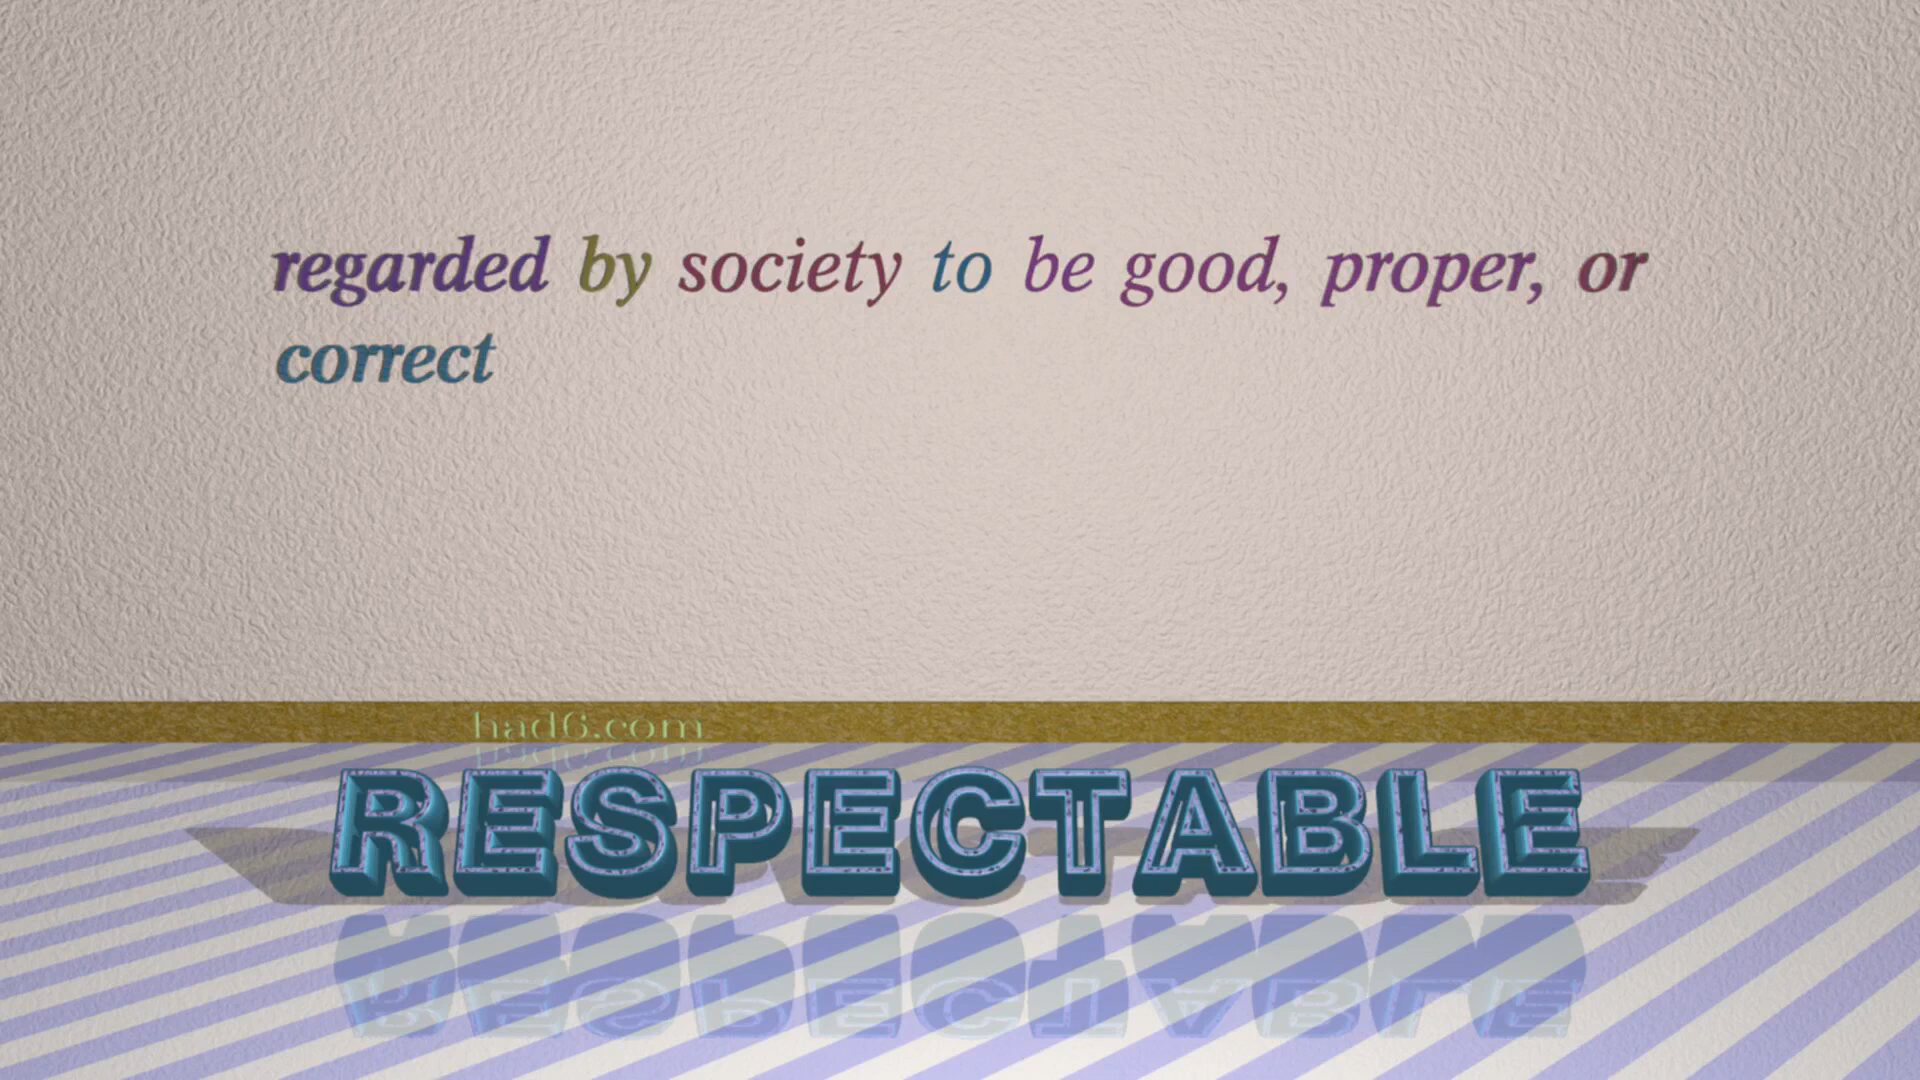 regarded by society to be good, proper, or
correct
had6.com
RESPECTABLE